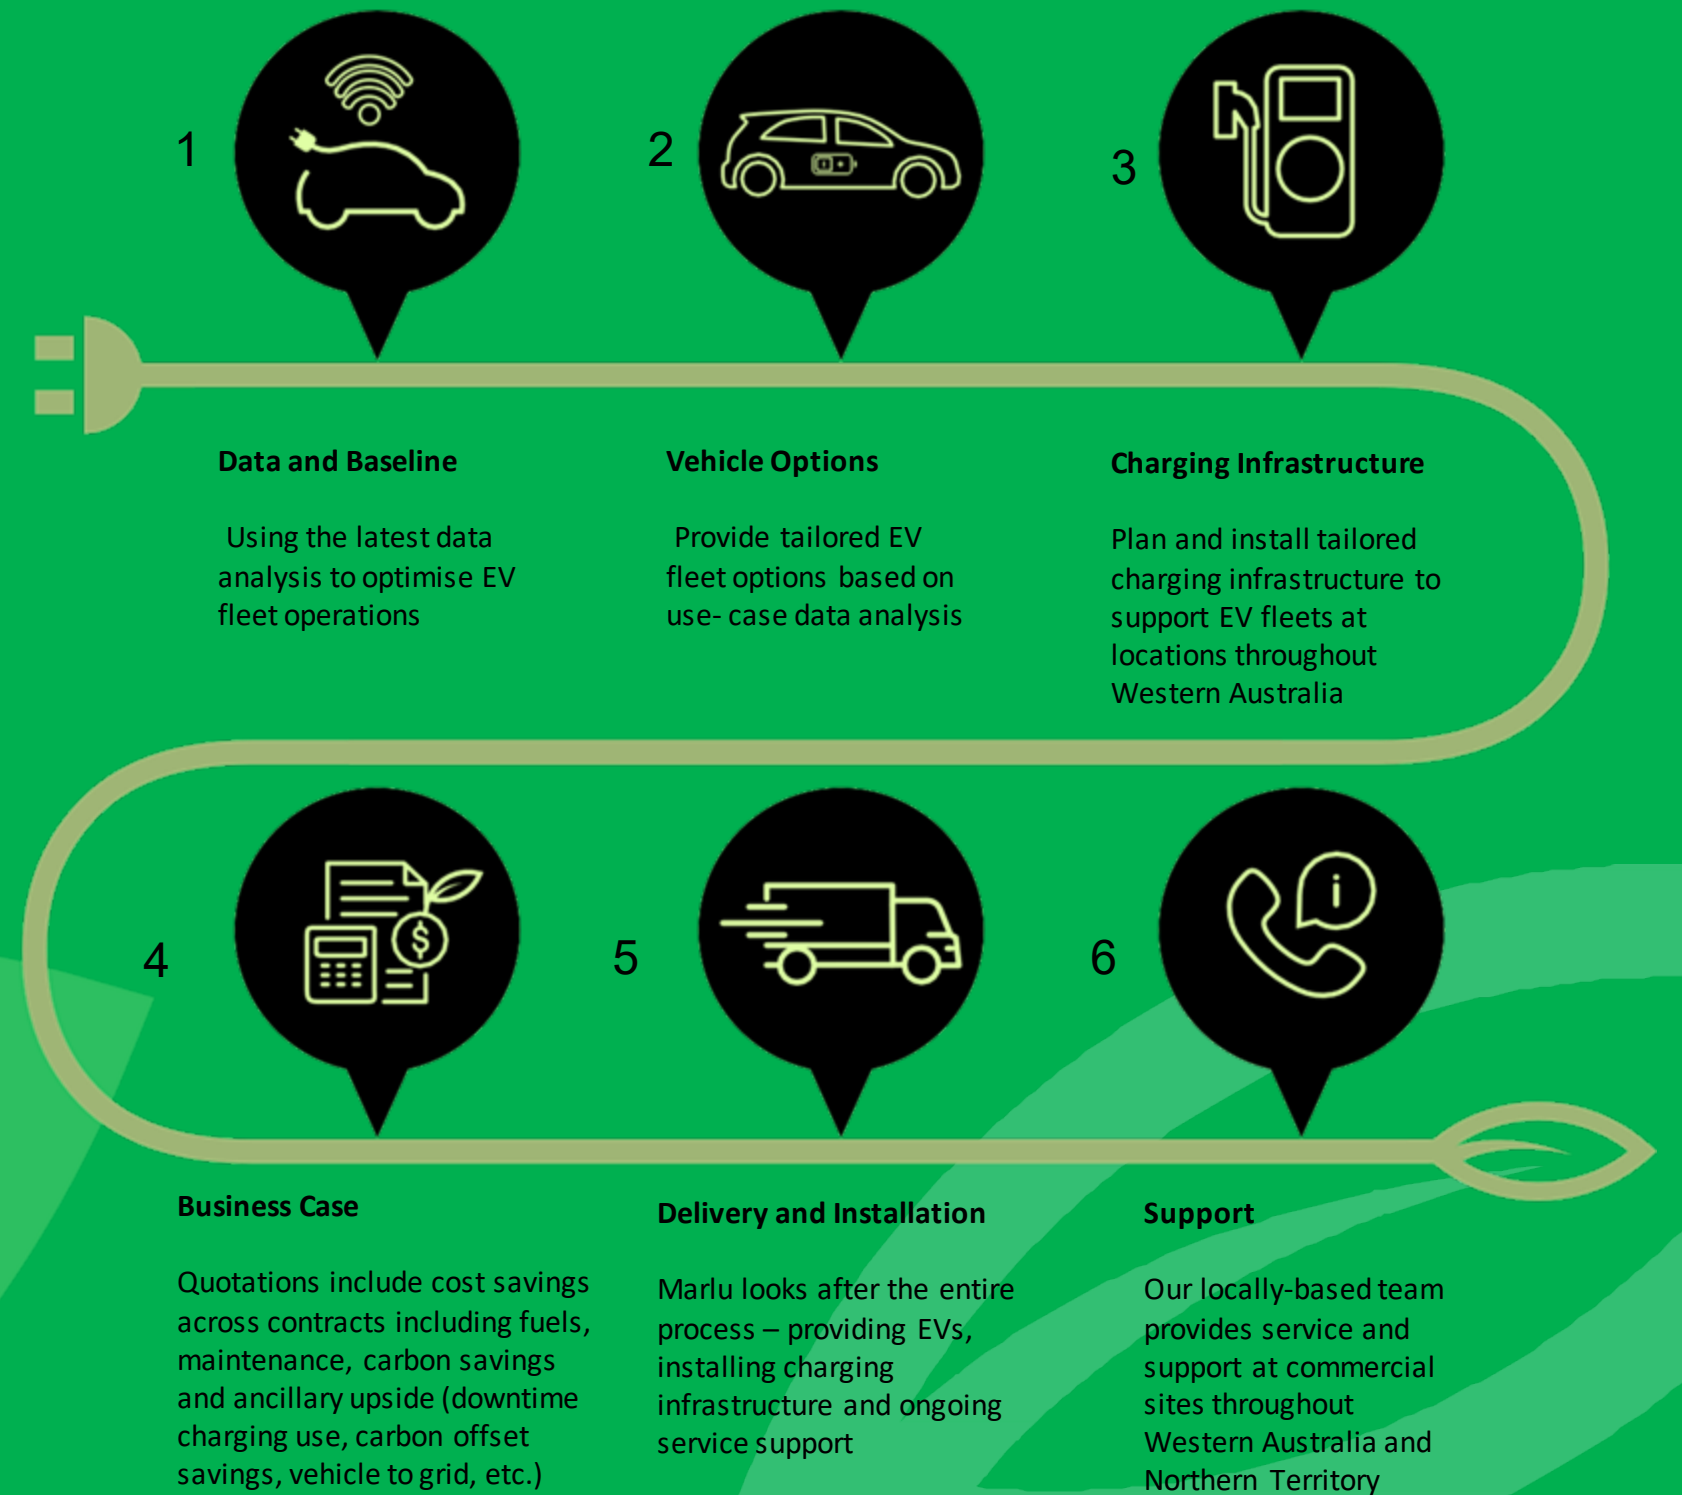 1
2
3
Data and Baseline
Using the latest data
analysis to optimise EV
fleet operations
Vehicle Options
Provide tailored EV
fleet options based on
use- case data analysis
Charging Infrastructure
Plan and install tailored
charging infrastructure to
support EV fleets at
locations throughout
Western Australia
4
$
5
6
i
Business Case
Quotations include cost savings
across contracts including fuels,
maintenance, carbon savings
and ancillary upside (downtime
charging use, carbon offset
savings, vehicle to grid, etc.)
Delivery and Installation
Marlu looks after the entire
process – providing EVs,
installing charging
infrastructure and ongoing
service support
Support
Our locally-based team
provides service and
support at commercial
sites throughout
Western Australia and
Northern Territory